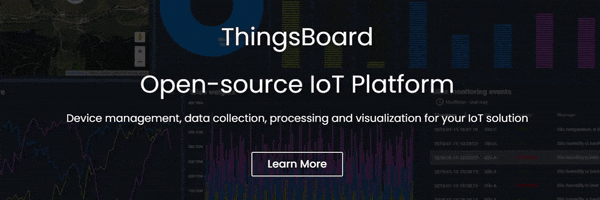 ThingsBoard
Open-source IoT Platform
Device management, data collection, processing and visualization for your IoT solution
Learn More